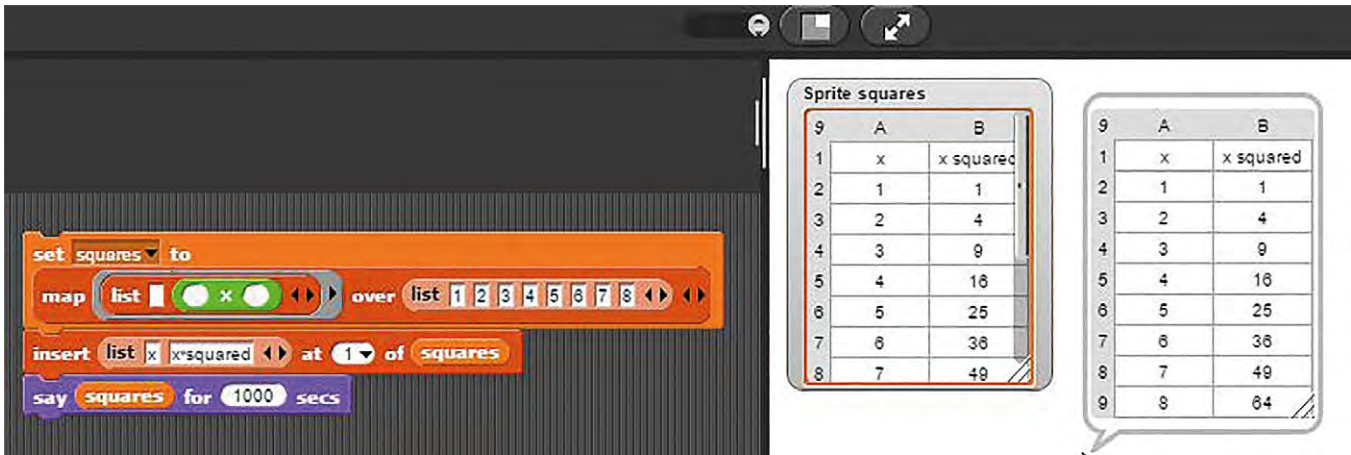 set squares to
map list × over list 1 2 3 4 5 6 7 8
insert list x x*squared at 1 of squares
say squares for 1000 secs
Sprite squares
9 A B
1 x x squared
2 1 1
3 2 4
4 3 9
5 4 16
6 5 25
7 6 36
8 7 49
9 A B
1 x x squared
2 1 1
3 2 4
4 3 9
5 4 16
6 5 25
7 6 36
8 7 49
9 8 64